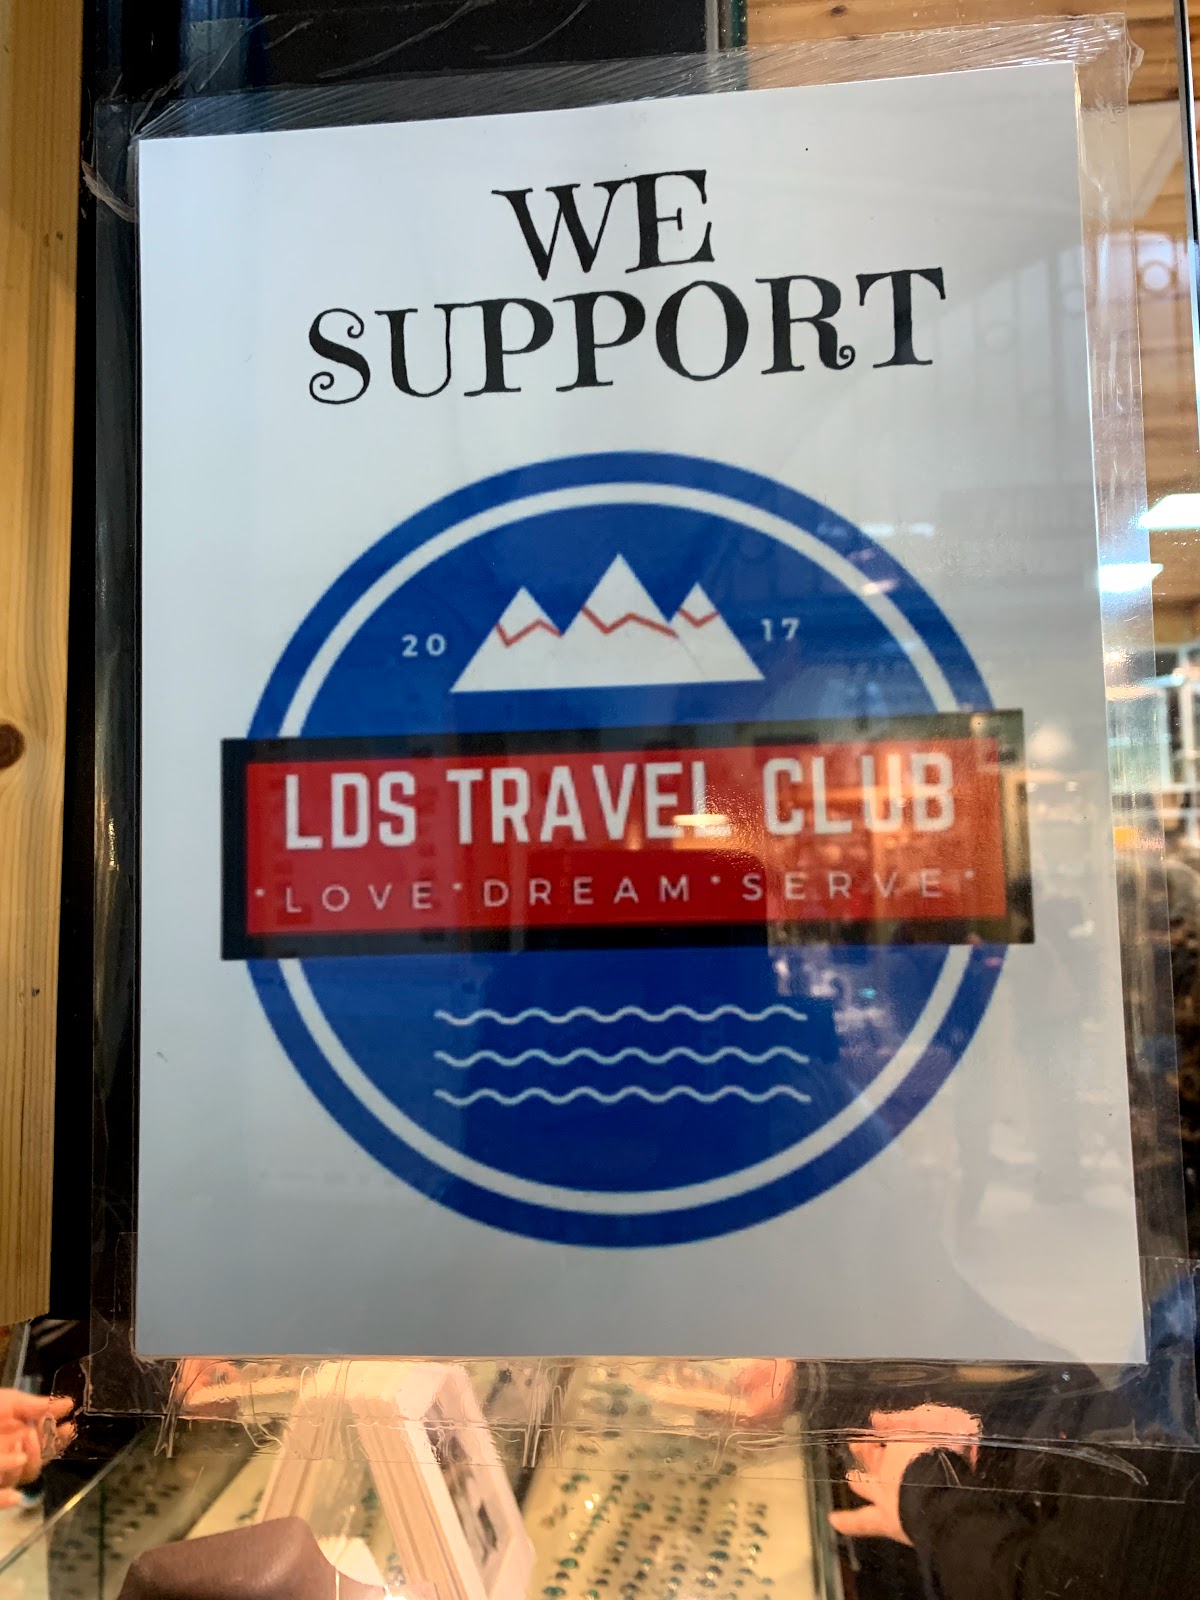 WE
SUPPORT
20 17
LDS TRAVEL CLUB
• LOVE • DREAM • SERVE •